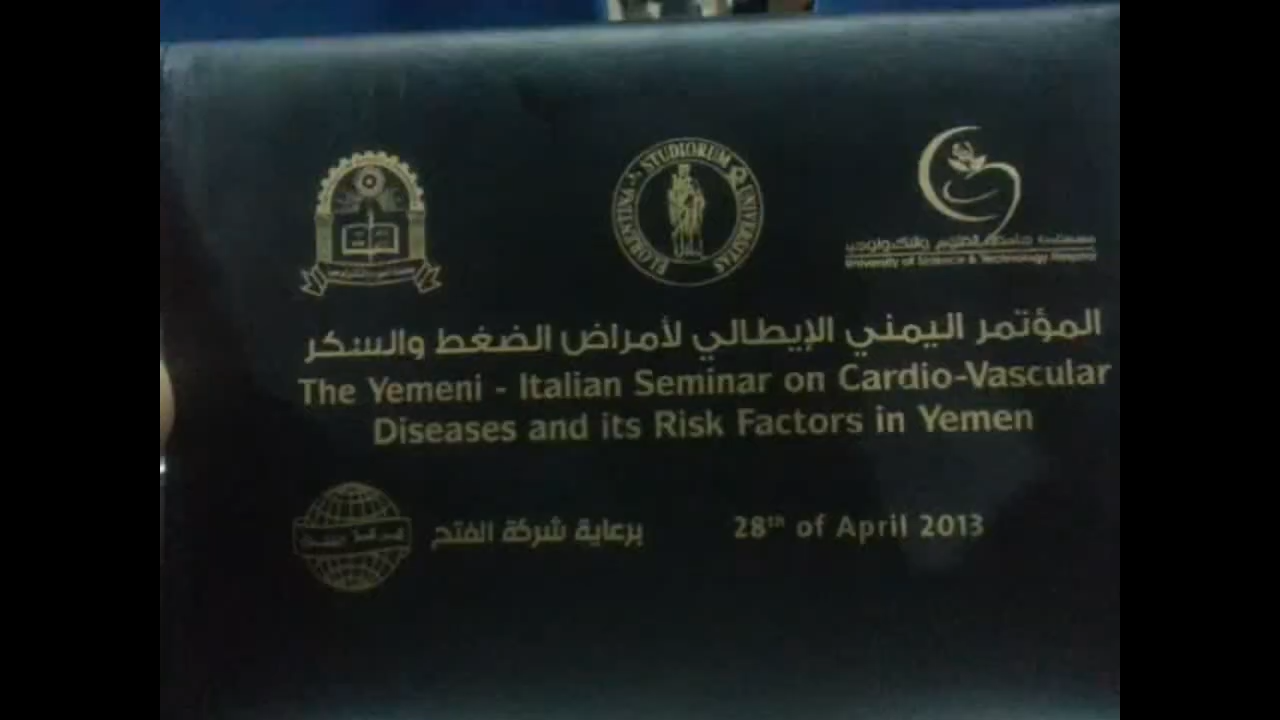 FLORENTINA STUDIORUM UNIVERSITAS
University of Science & Technology Hospital
المؤتمر اليمني الإيطالي لأمراض الضغط والسكر
The Yemeni - Italian Seminar on Cardio-Vascular
Diseases and its Risk Factors in Yemen
برعاية شركة الفتح
28th of April 2013